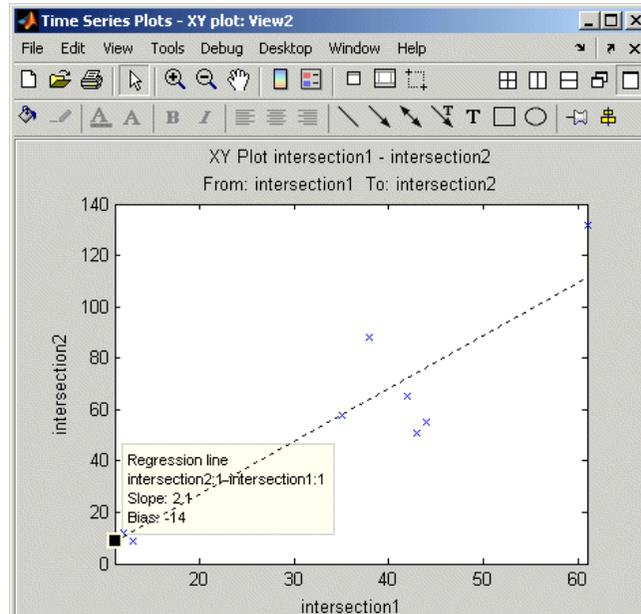 Time Series Plots - XY plot: View2
File Edit View Tools Debug Desktop Window Help
A A B I T T
XY Plot intersection1 - intersection2
From: intersection1 To: intersection2
140
120
100
80
60
40
20
0
intersection2
Regression line
intersection2:1-intersection1:1
Slope: 2.1
Bias: -14
20 30 40 50 60
intersection1